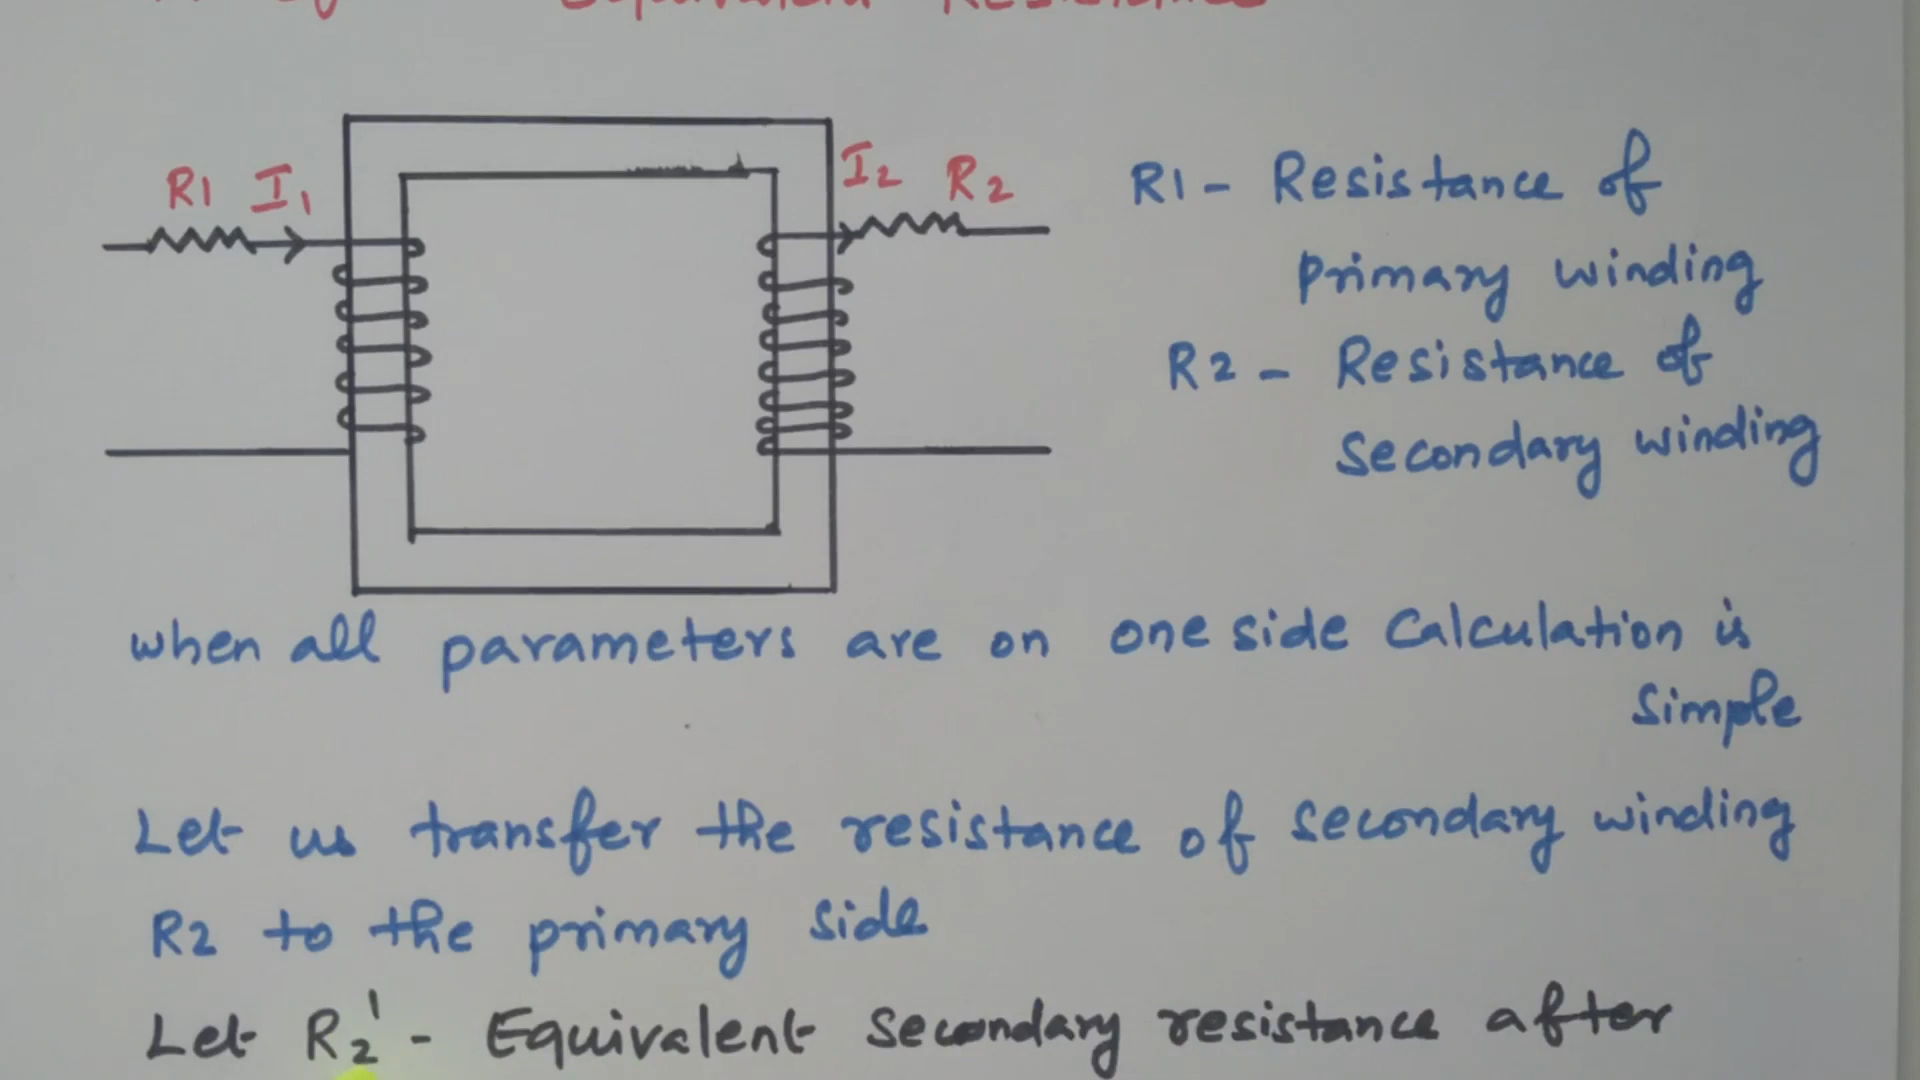 Equivalent Resistance
R1 I1
I2 R2
R1 - Resistance of
primary winding
R2 - Resistance of
Secondary winding
when all parameters are on one side Calculation is
Simple
Let us transfer the resistance of secondary winding
R2 to the primary side
Let R2' - Equivalent secondary resistance after